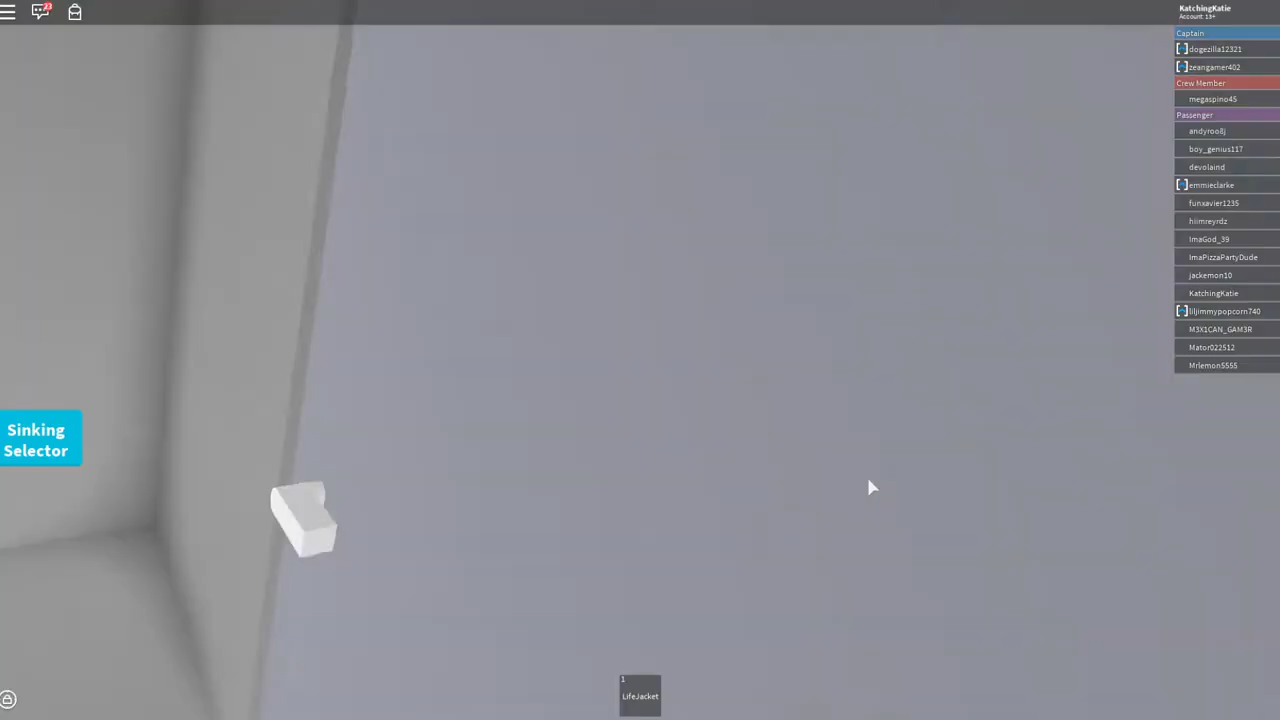 23
KatchingKatie
Account: 13+
Captain
dogezilla12321
zeangamer402
Crew Member
megaspino45
Passenger
andyroo8j
boy_genius117
devolaind
emmieclarke
funxavier1235
hiimreyrdz
ImaGod_39
ImaPizzaPartyDude
jackemon10
KatchingKatie
liljimmypopcorn740
M3X1CAN_GAM3R
Mator022512
Mrlemon5555
Sinking
Selector
1
LifeJacket